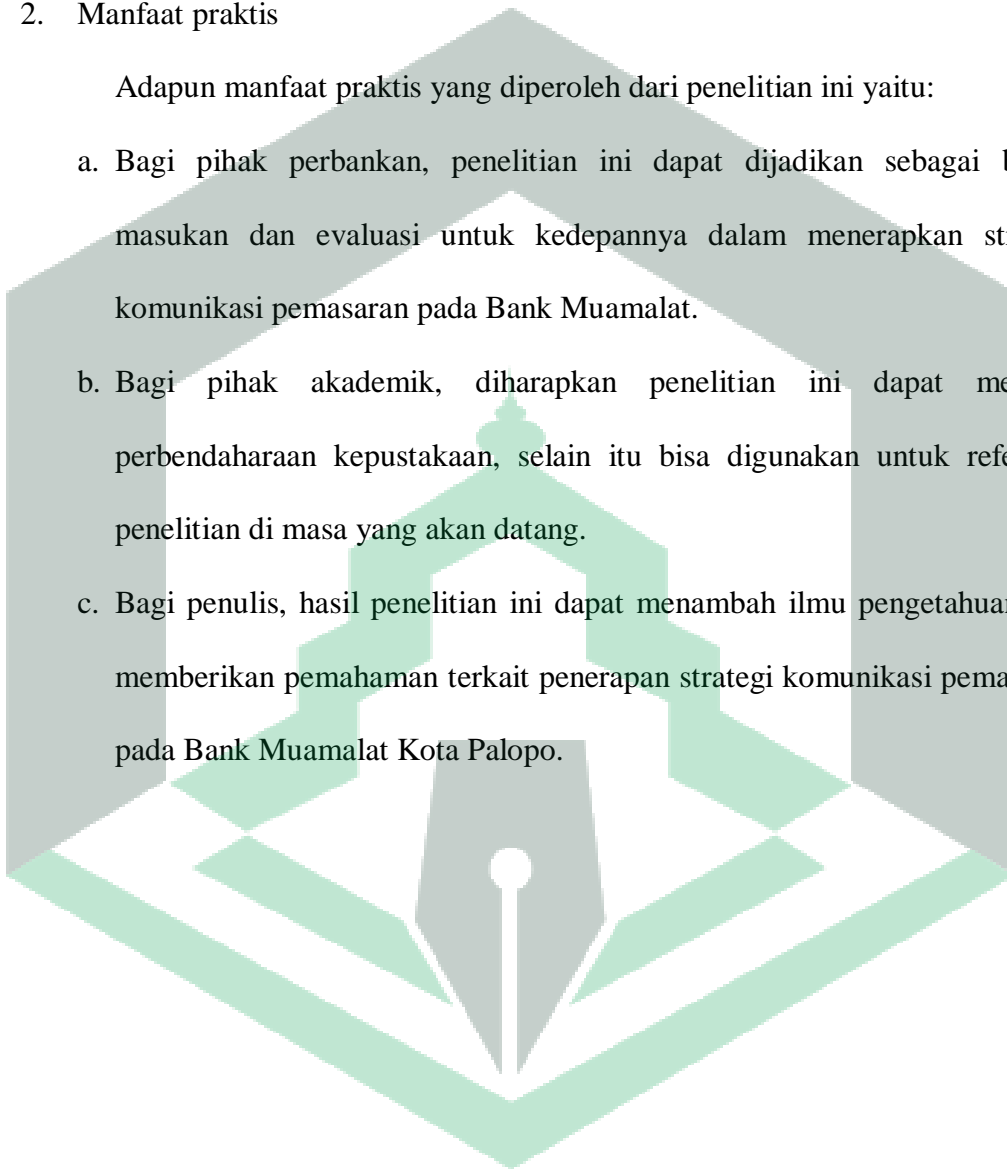 2. Manfaat praktis
Adapun manfaat praktis yang diperoleh dari penelitian ini yaitu:
a. Bagi pihak perbankan, penelitian ini dapat dijadikan sebagai
masukan dan evaluasi untuk kedepannya dalam menerapkan
komunikasi pemasaran pada Bank Muamalat.
b. Bagi pihak akademik, diharapkan penelitian ini dapat
perbendaharaan kepustakaan, selain itu bisa digunakan untuk
penelitian di masa yang akan datang.
c. Bagi penulis, hasil penelitian ini dapat menambah ilmu pengetahuan
memberikan pemahaman terkait penerapan strategi komunikasi
pada Bank Muamalat Kota Palopo.